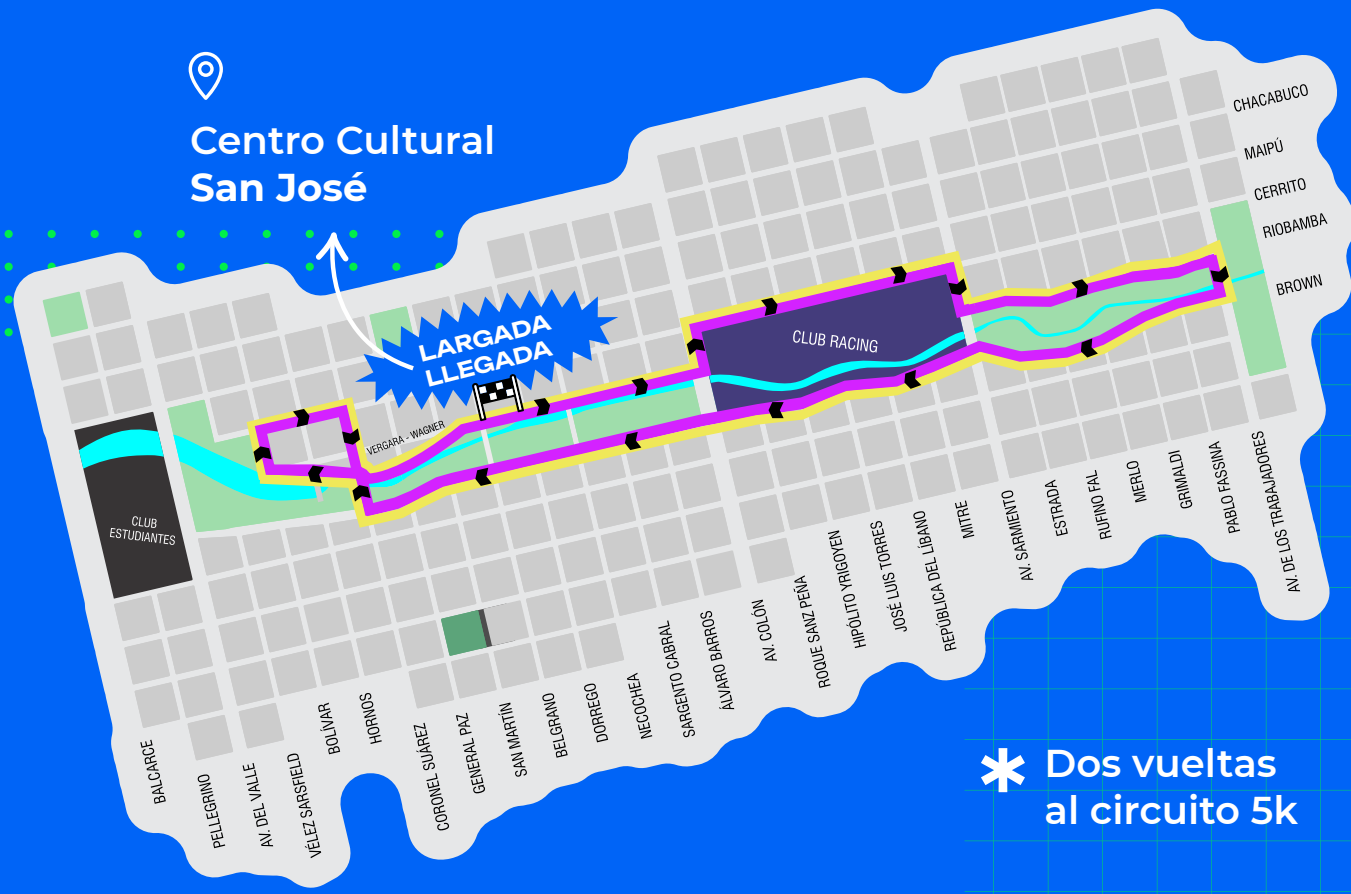 Centro Cultural
San José
LARGADA
LLEGADA
CLUB RACING
VERGARA - WAGNER
CLUB
ESTUDIANTES
CHACABUCO
MAIPÚ
CERRITO
RIOBAMBA
BROWN
BALCARCE
PELLEGRINO
AV. DEL VALLE
VÉLEZ SARSFIELD
BOLÍVAR
HORNOS
CORONEL SUÁREZ
GENERAL PAZ
SAN MARTÍN
BELGRANO
DORREGO
NECOCHEA
SARGENTO CABRAL
ÁLVARO BARROS
AV. COLÓN
ROQUE SANZ PEÑA
HIPÓLITO YRIGOYEN
JOSÉ LUIS TORRES
REPÚBLICA DEL LÍBANO
MITRE
AV. SARMIENTO
ESTRADA
RUFINO FAL
MERLO
GRIMALDI
PABLO FASSINA
AV. DE LOS TRABAJADORES
* Dos vueltas
al circuito 5k